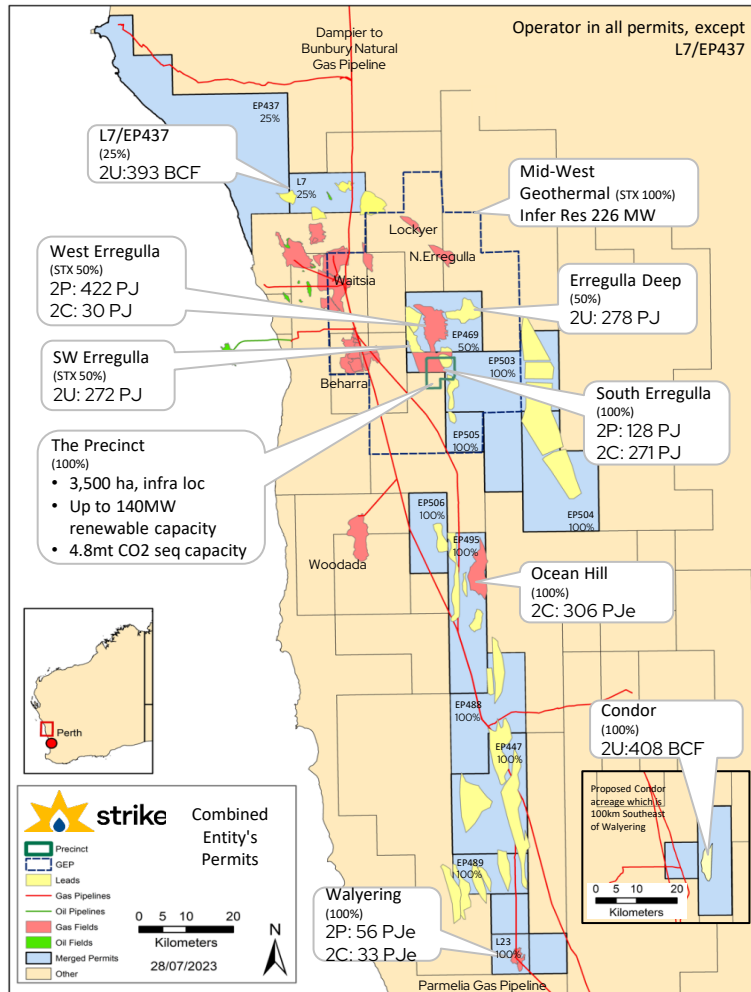 Operator in all permits, except
L7/EP437
Dampier to
Bunbury Natural
Gas Pipeline
EP437
25%
L7/EP437
(25%)
2U:393 BCF
L7
25%
Mid-West
Geothermal (STX 100%)
Infer Res 226 MW
Lockyer
N.Erregulla
West Erregulla
(STX 50%)
2P: 422 PJ
2C: 30 PJ
Waitsia
Erregulla Deep
(50%)
2U: 278 PJ
EP469
50%
EP503
100%
SW Erregulla
(STX 50%)
2U: 272 PJ
Beharra
South Erregulla
(100%)
2P: 128 PJ
2C: 271 PJ
EP505
100%
The Precinct
(100%)
• 3,500 ha, infra loc
• Up to 140MW
renewable capacity
• 4.8mt CO2 seq capacity
EP506
100%
EP504
100%
EP495
100%
Woodada
Ocean Hill
(100%)
2C: 306 PJe
Perth
EP488
100%
EP447
100%
Condor
(100%)
2U:408 BCF
Proposed Condor
acreage which is
100km Southeast
of Walyering
0 5 10 20
Kilometers
strike
Combined
Entity's
Permits
Precinct
GEP
Leads
Gas Pipelines
Oil Pipelines
Gas Fields
Oil Fields
Merged Permits
Other
0 5 10 20
Kilometers
28/07/2023
N
EP489
100%
Walyering
(100%)
2P: 56 PJe
2C: 33 PJe
L23
100%
Parmelia Gas Pipeline